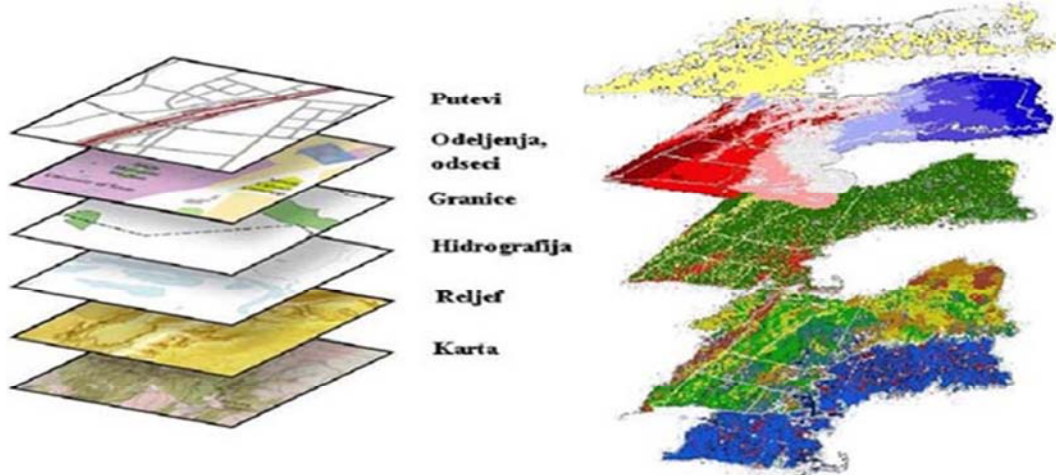 Putevi
Odeljenja,
odseci
Granice
Hidrografija
Reljef
Karta